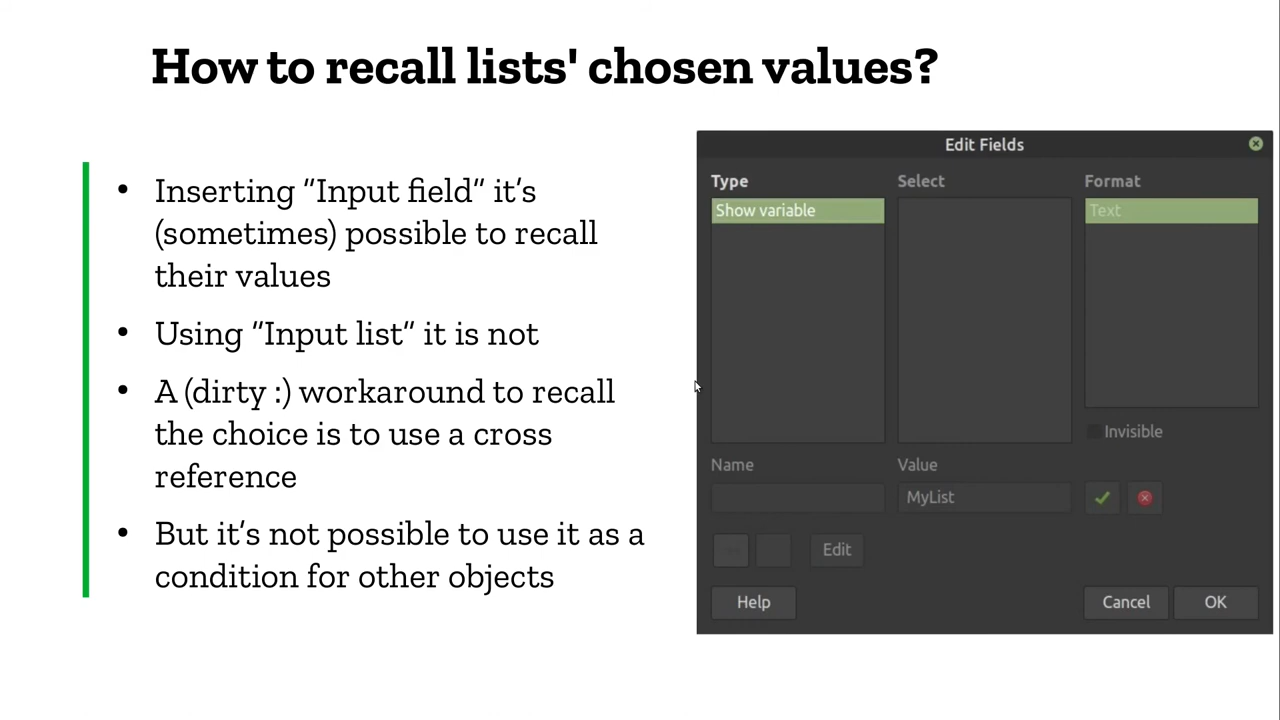 How to recall lists' chosen values?
• Inserting “Input field” it’s
(sometimes) possible to recall
their values
• Using “Input list” it is not
• A (dirty :) workaround to recall
the choice is to use a cross
reference
• But it’s not possible to use it as a
condition for other objects
Edit Fields
Type
Select
Format
Show variable
Text
Invisible
Name
Value
MyList
Edit
Help
Cancel
OK